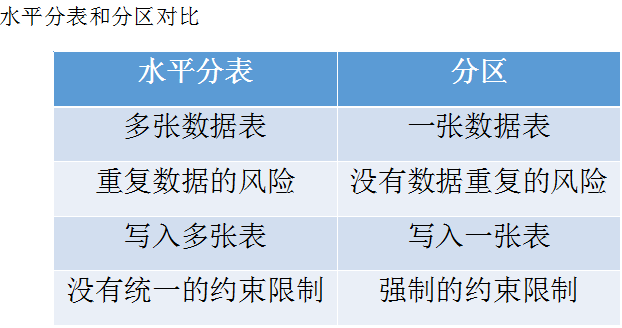 水平分表和分区对比
水平分表 分区
多张数据表 一张数据表
重复数据的风险 没有数据重复的风险
写入多张表 写入一张表
没有统一的约束限制 强制的约束限制